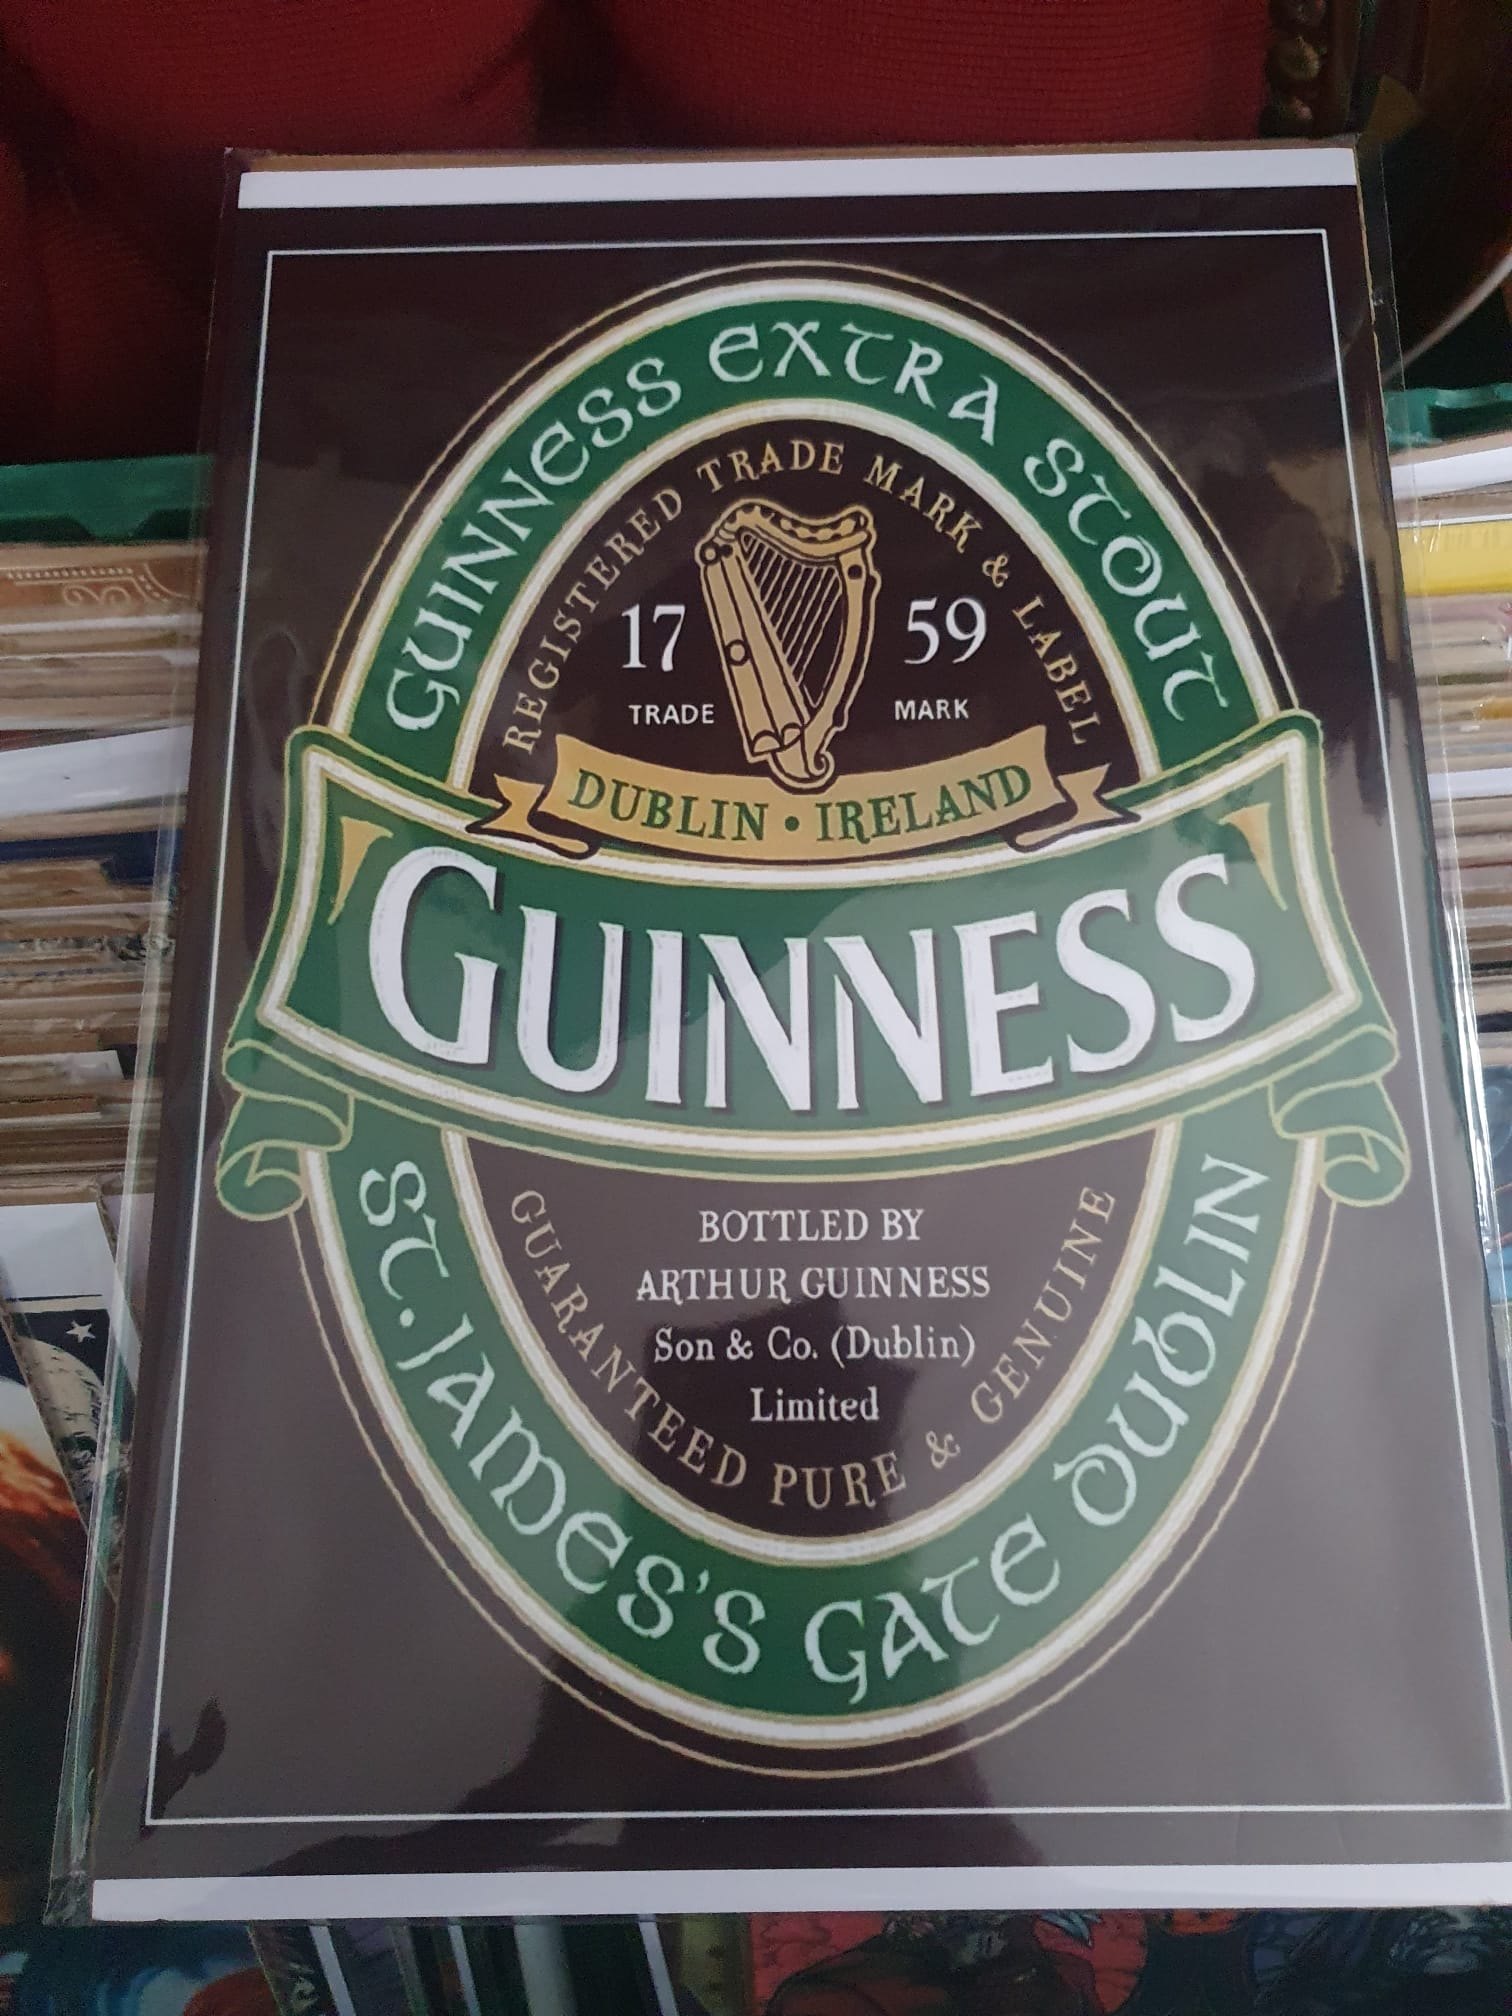 GUINNESS EXTRA STOUT
REGISTERED TRADE MARK & LABEL
17 59
TRADE MARK
DUBLIN • IRELAND
GUINNESS
BOTTLED BY
ARTHUR GUINNESS
Son & Co. (Dublin)
Limited
GUARANTEED PURE & GENUINE
ST. JAMES'S GATE DUBLIN